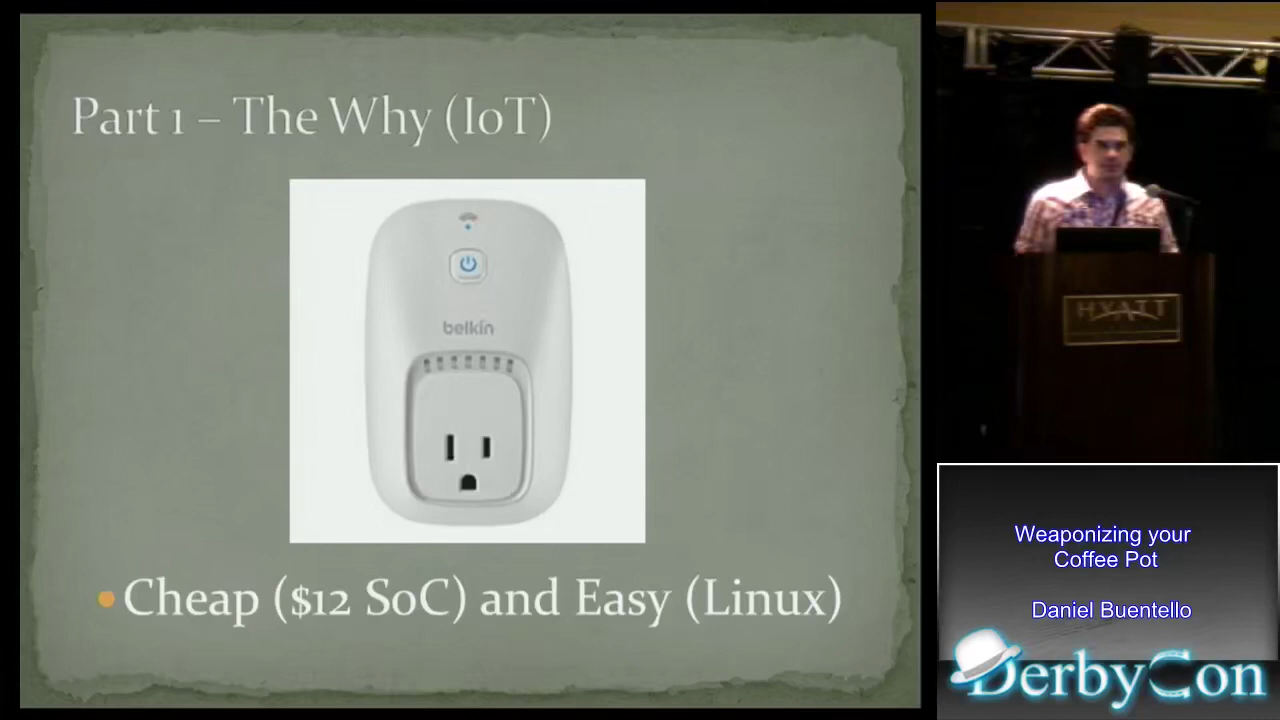 Part 1 – The Why (IoT)
belkin
• Cheap ($12 SoC) and Easy (Linux)
HYATT
Weaponizing your
Coffee Pot
Daniel Buentello
DerbyCon